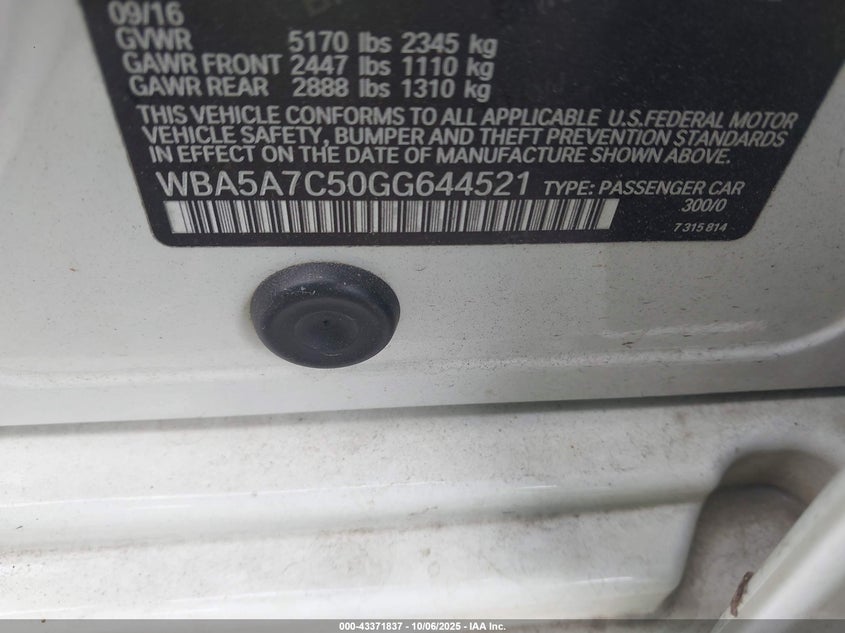 09/16
GVWR 5170 lbs 2345 kg
GAWR FRONT 2447 lbs 1110 kg
GAWR REAR 2888 lbs 1310 kg
THIS VEHICLE CONFORMS TO ALL APPLICABLE U.S.FEDERAL MOTOR
VEHICLE SAFETY, BUMPER AND THEFT PREVENTION STANDARDS
IN EFFECT ON THE DATE OF MANUFACTURE SHOWN ABOVE.
WBA5A7C50GG644521 TYPE: PASSENGER CAR
300/0
7 315 814
000-43371837 - 10/06/2025 - IAA Inc.